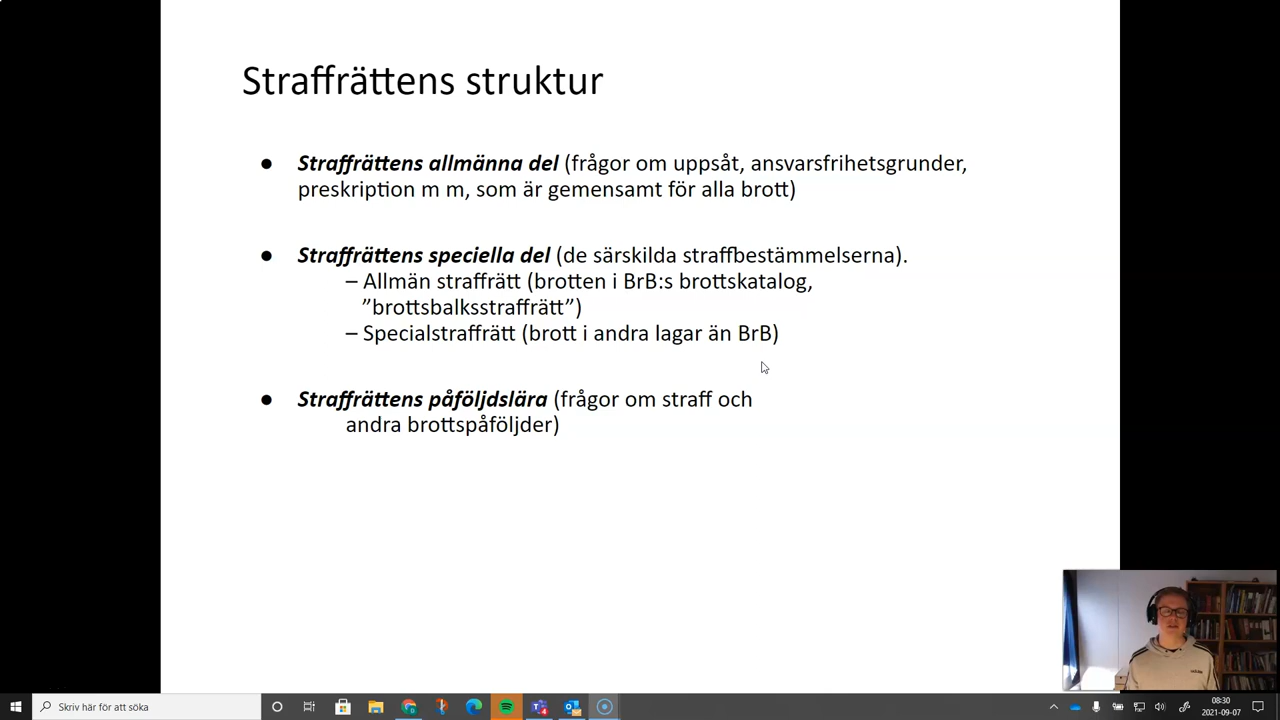 Straffrättens struktur
● Straffrättens allmänna del (frågor om uppsåt, ansvarsfrihetsgrunder,
preskription m m, som är gemensamt för alla brott)
● Straffrättens speciella del (de särskilda straffbestämmelserna).
– Allmän straffrätt (brotten i BrB:s brottskatalog,
”brottsbalksstraffrätt”)
– Specialstraffrätt (brott i andra lagar än BrB)
● Straffrättens påföljdslära (frågor om straff och
andra brottspåföljder)
Skriv här för att söka
08:30
2021-09-07